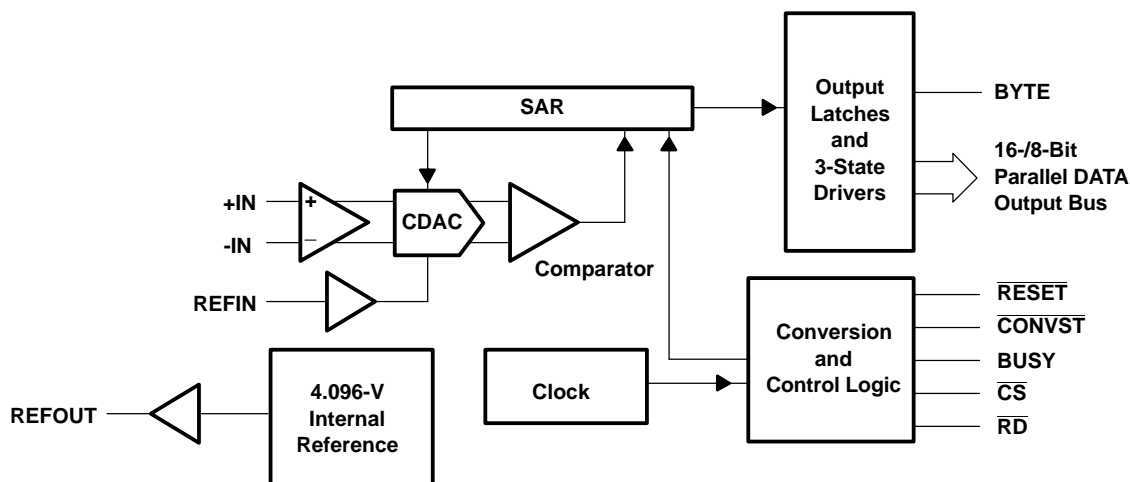 SAR
Output
Latches
and
3-State
Drivers
BYTE
16-/8-Bit
Parallel DATA
Output Bus
+IN
-IN
+
−
CDAC
Comparator
REFIN
4.096-V
Internal
Reference
REFOUT
Clock
Conversion
and
Control Logic
RESET
CONVST
BUSY
CS
RD